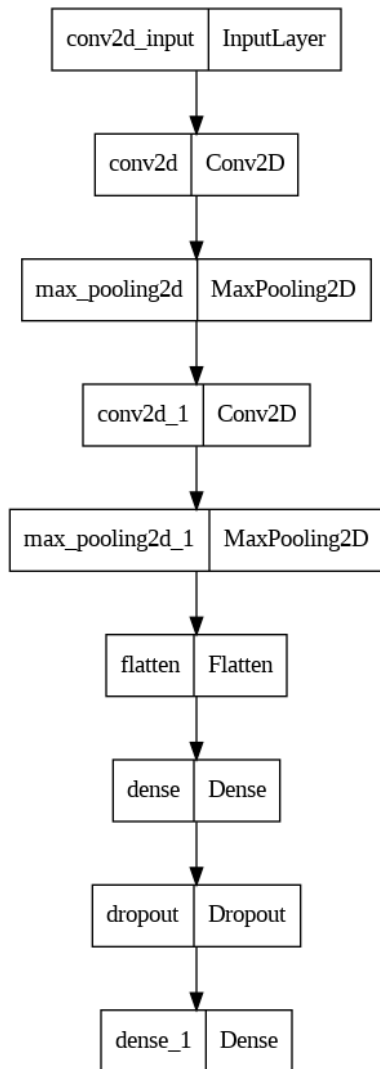 conv2d_input InputLayer
conv2d Conv2D
max_pooling2d MaxPooling2D
conv2d_1 Conv2D
max_pooling2d_1 MaxPooling2D
flatten Flatten
dense Dense
dropout Dropout
dense_1 Dense